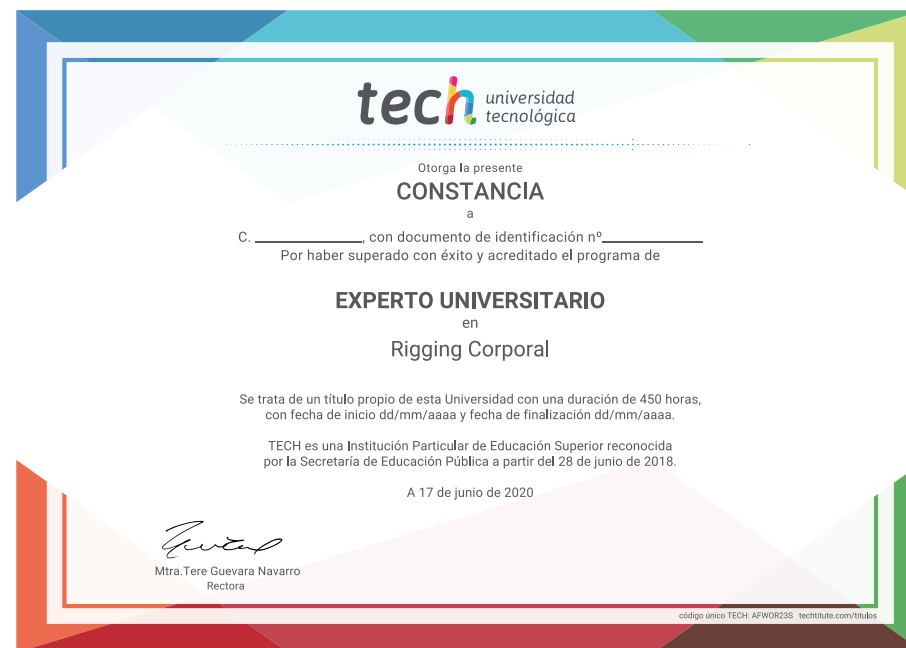 tech universidad
tecnológica
Otorga la presente
CONSTANCIA
a
C. ________________, con documento de identificación nº________________
Por haber superado con éxito y acreditado el programa de
EXPERTO UNIVERSITARIO
en
Rigging Corporal
Se trata de un título propio de esta Universidad con una duración de 450 horas,
con fecha de inicio dd/mm/aaaa y fecha de finalización dd/mm/aaaa.
TECH es una Institución Particular de Educación Superior reconocida
por la Secretaría de Educación Pública a partir del 28 de junio de 2018.
A 17 de junio de 2020
Mtra.Tere Guevara Navarro
Rectora
código único TECH: AFWOR23S techtitute.com/titulos